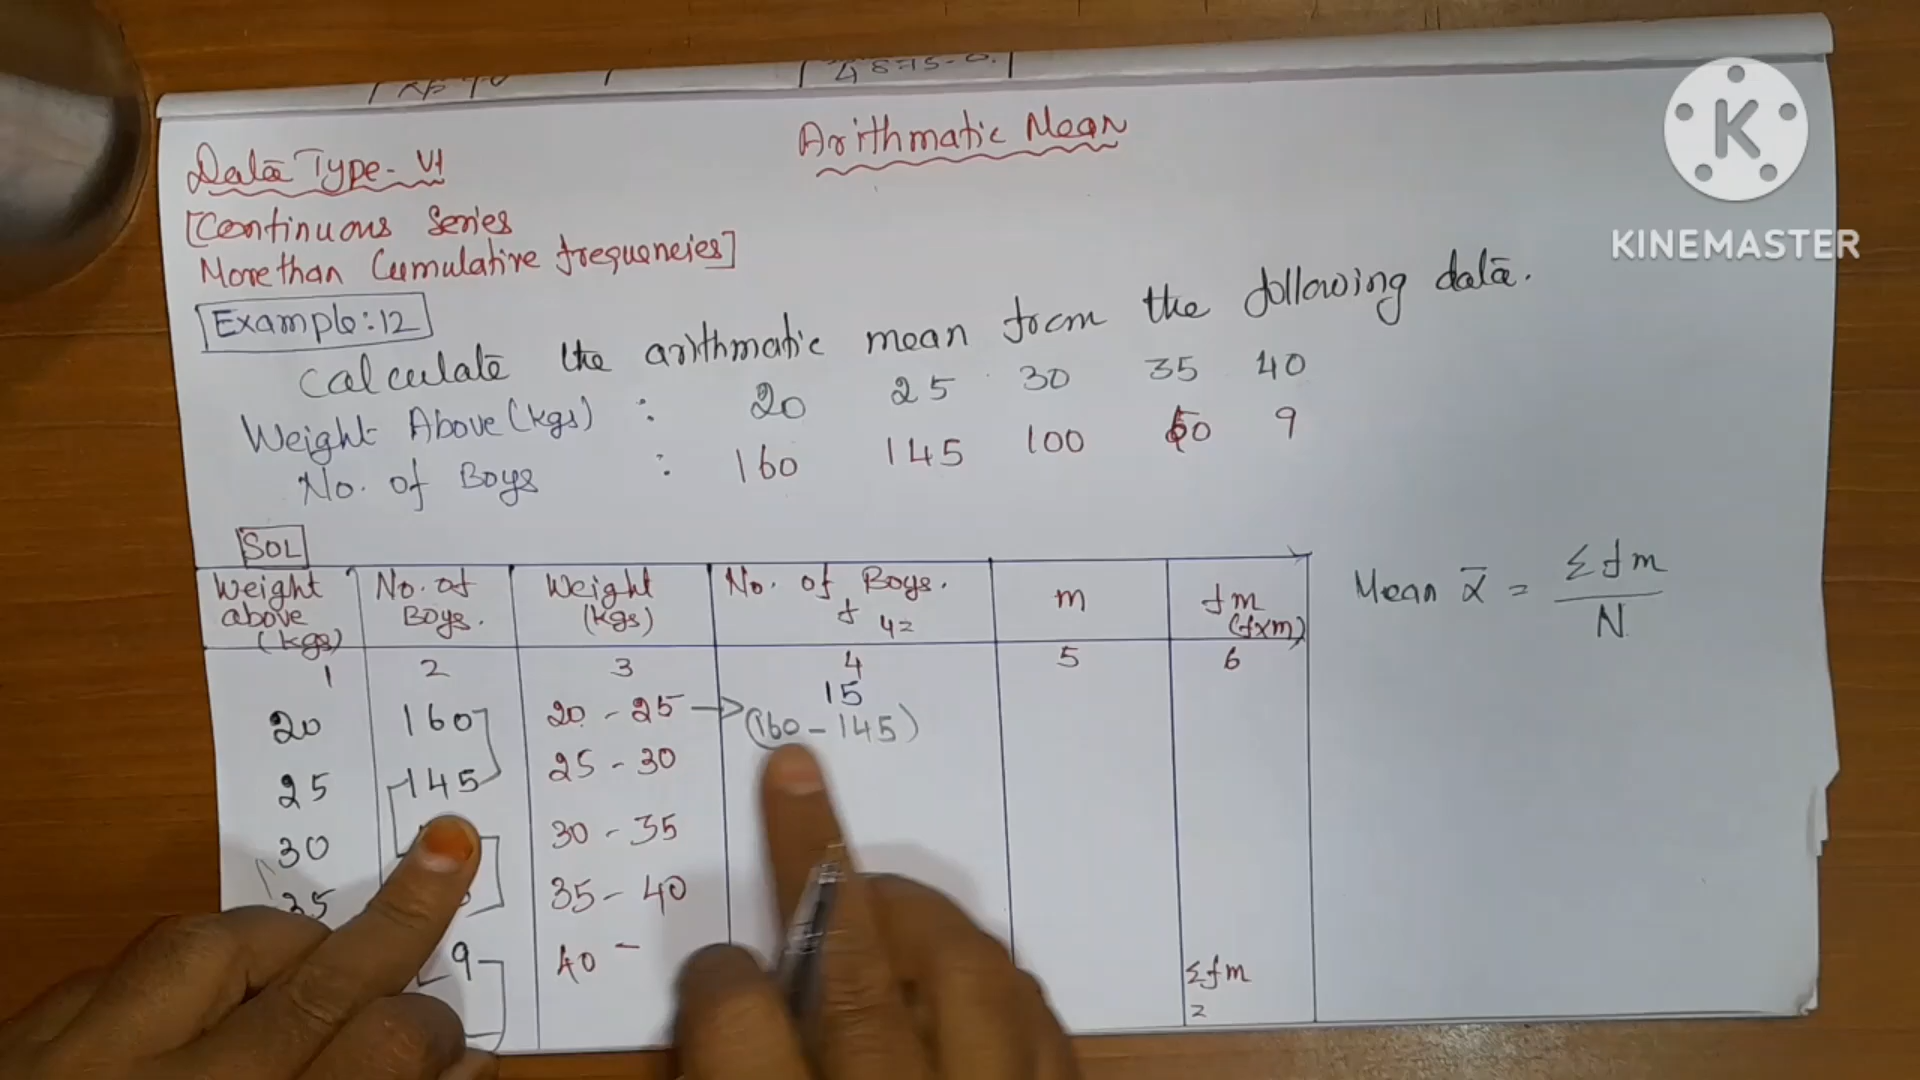 Arithmatic Mean
Data Type - VI
[Continuous Series
More than Cumulative frequencies]
Example:12
Calculate the arithmatic mean from the following data.
Weight Above (kgs) : 20 25 30 35 40
No. of Boys : 160 145 100 60 9
SOL
Weight above (kgs) No. of Boys. Weight (kgs) No. of Boys. f m fm (f×m)
1 2 3 4 5 6
20 160 20 - 25 15
(160 - 145)
25 145 25 - 30
30 30 - 35
35 35 - 40
9 40 -
Σfm
=
Mean x̄ = Σfm
N
K
KINEMASTER